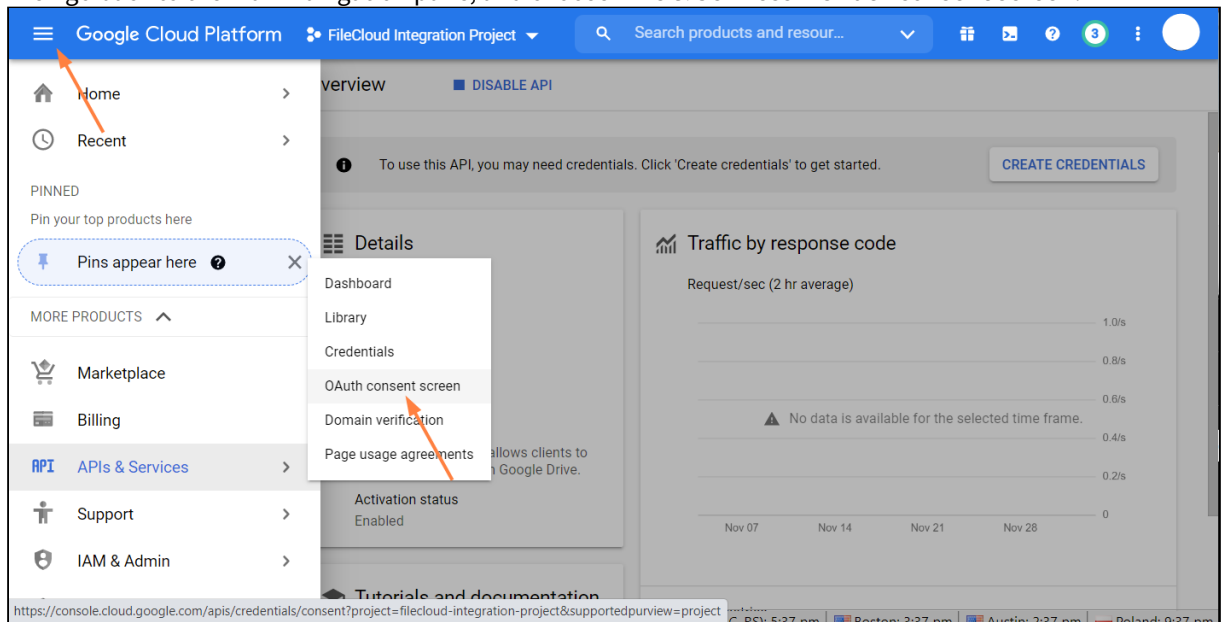 Google Cloud Platform FileCloud Integration Project Search products and resour... 3
Home
Recent
PINNED
Pin your top products here
Pins appear here
MORE PRODUCTS
Marketplace
Billing
API APIs & Services
Support
IAM & Admin
verview DISABLE API
To use this API, you may need credentials. Click 'Create credentials' to get started. CREATE CREDENTIALS
Details
Dashboard
Library
Credentials
OAuth consent screen
Domain verification
Page usage agreements
allows clients to
Google Drive.
Activation status
Enabled
Tutorials and documentation
Traffic by response code
Request/sec (2 hr average)
1.0/s
0.8/s
0.6/s
No data is available for the selected time frame.
0.4/s
0.2/s
0
Nov 07 Nov 14 Nov 21 Nov 28
https://console.cloud.google.com/apis/credentials/consent?project=filecloud-integration-project&supportedpurview=project
5:37 pm Boston: 3:37 pm Austin: 2:37 pm Poland: 9:37 pm